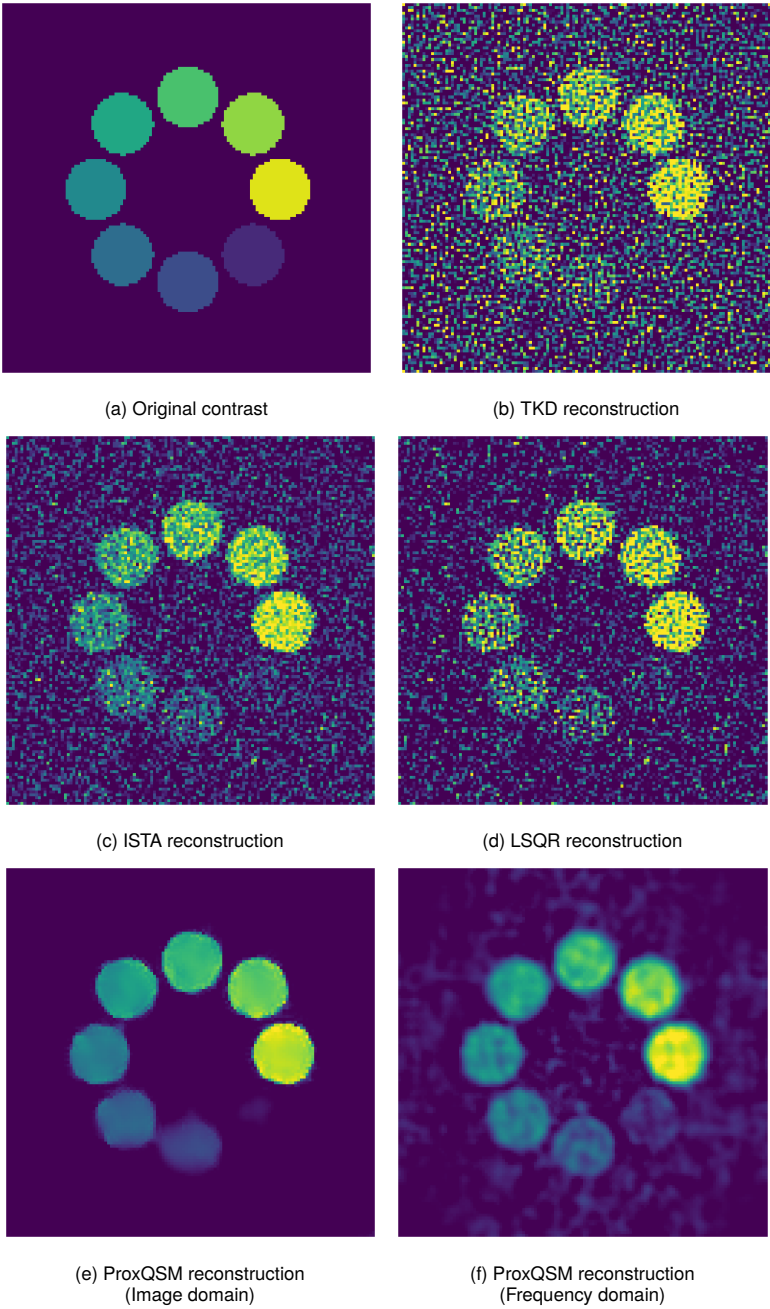 (a) Original contrast
(b) TKD reconstruction
(c) ISTA reconstruction
(d) LSQR reconstruction
(e) ProxQSM reconstruction
(Image domain)
(f) ProxQSM reconstruction
(Frequency domain)